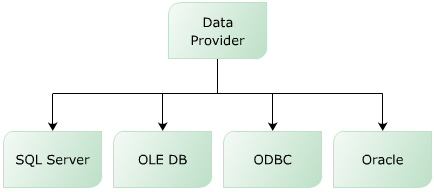 Data
Provider
SQL Server
OLE DB
ODBC
Oracle